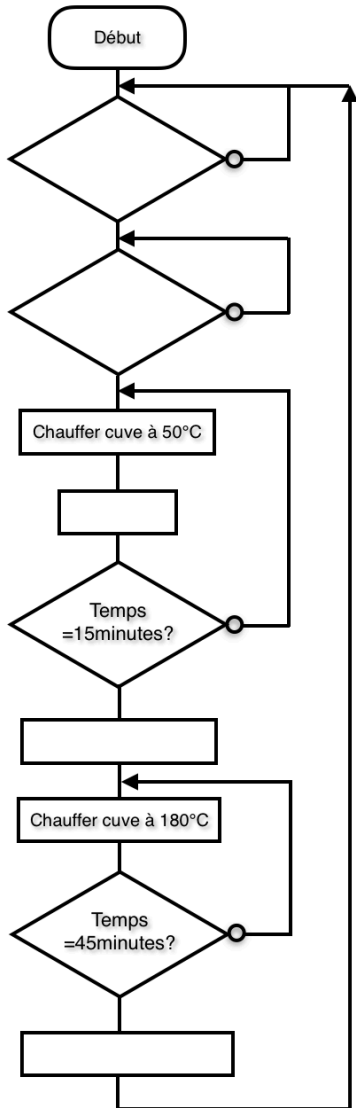 Début
Chauffer cuve à 50°C
Temps
=15minutes?
Chauffer cuve à 180°C
Temps
=45minutes?